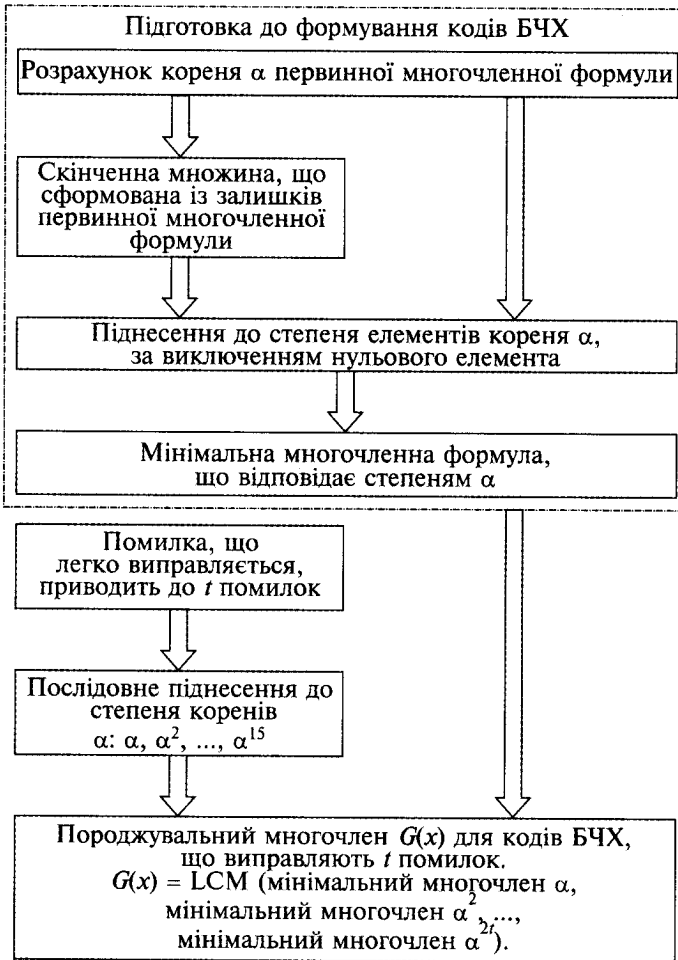 Підготовка до формування кодів БЧХ
Розрахунок кореня α первинної многочленної формули
Скінченна множина, що
сформована із залишків
первинної многочленної
формули
Піднесення до степеня елементів кореня α,
за виключенням нульового елемента
Мінімальна многочленна формула,
що відповідає степеням α
Помилка, що
легко виправляється,
приводить до t помилок
Послідовне піднесення до
степеня коренів
α: α, α², ..., α¹⁵
Породжувальний многочлен G(x) для кодів БЧХ,
що виправляють t помилок.
G(x) = LCM (мінімальний многочлен α,
мінімальний многочлен α², ...,
мінімальний многочлен α²ᵗ).